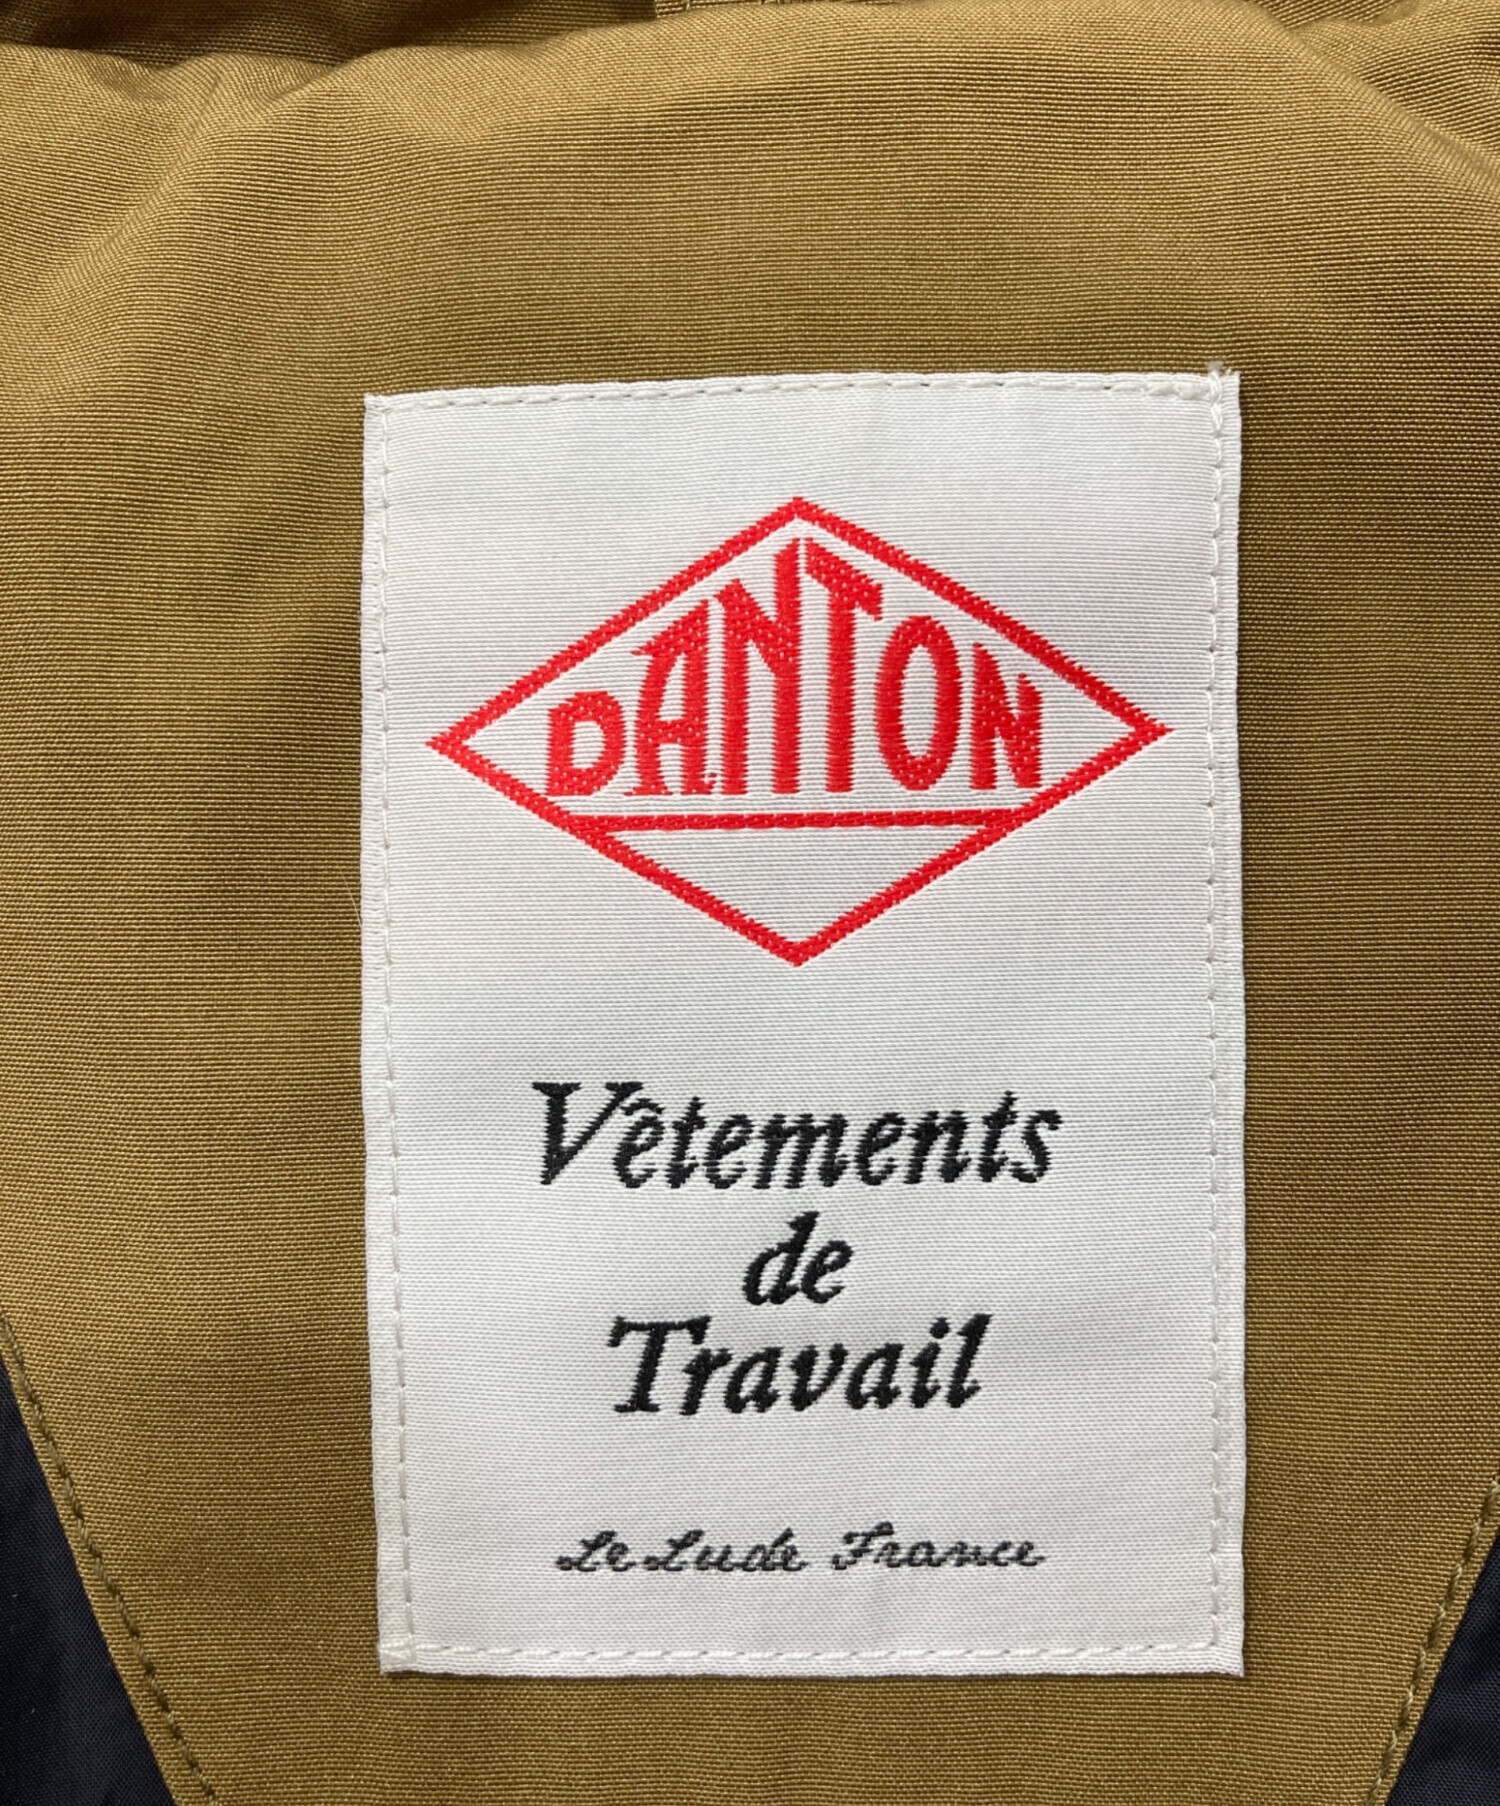 DANTON
Vêtements
de
Travail
Le Lude France